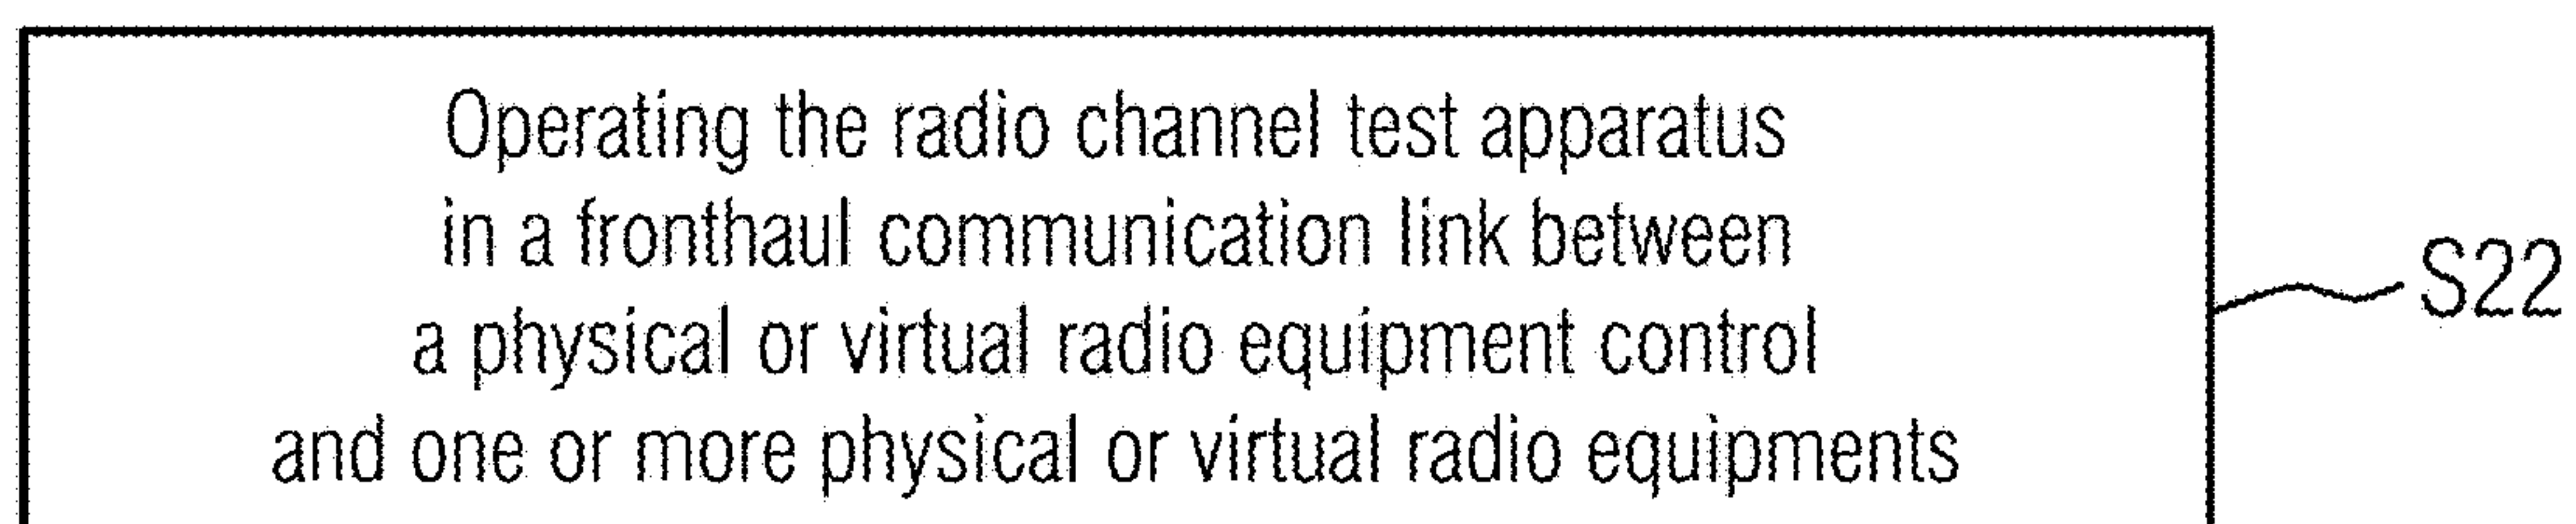 Operating the radio channel test apparatus
in a fronthaul communication link between
a physical or virtual radio equipment control
and one or more physical or virtual radio equipments
S22